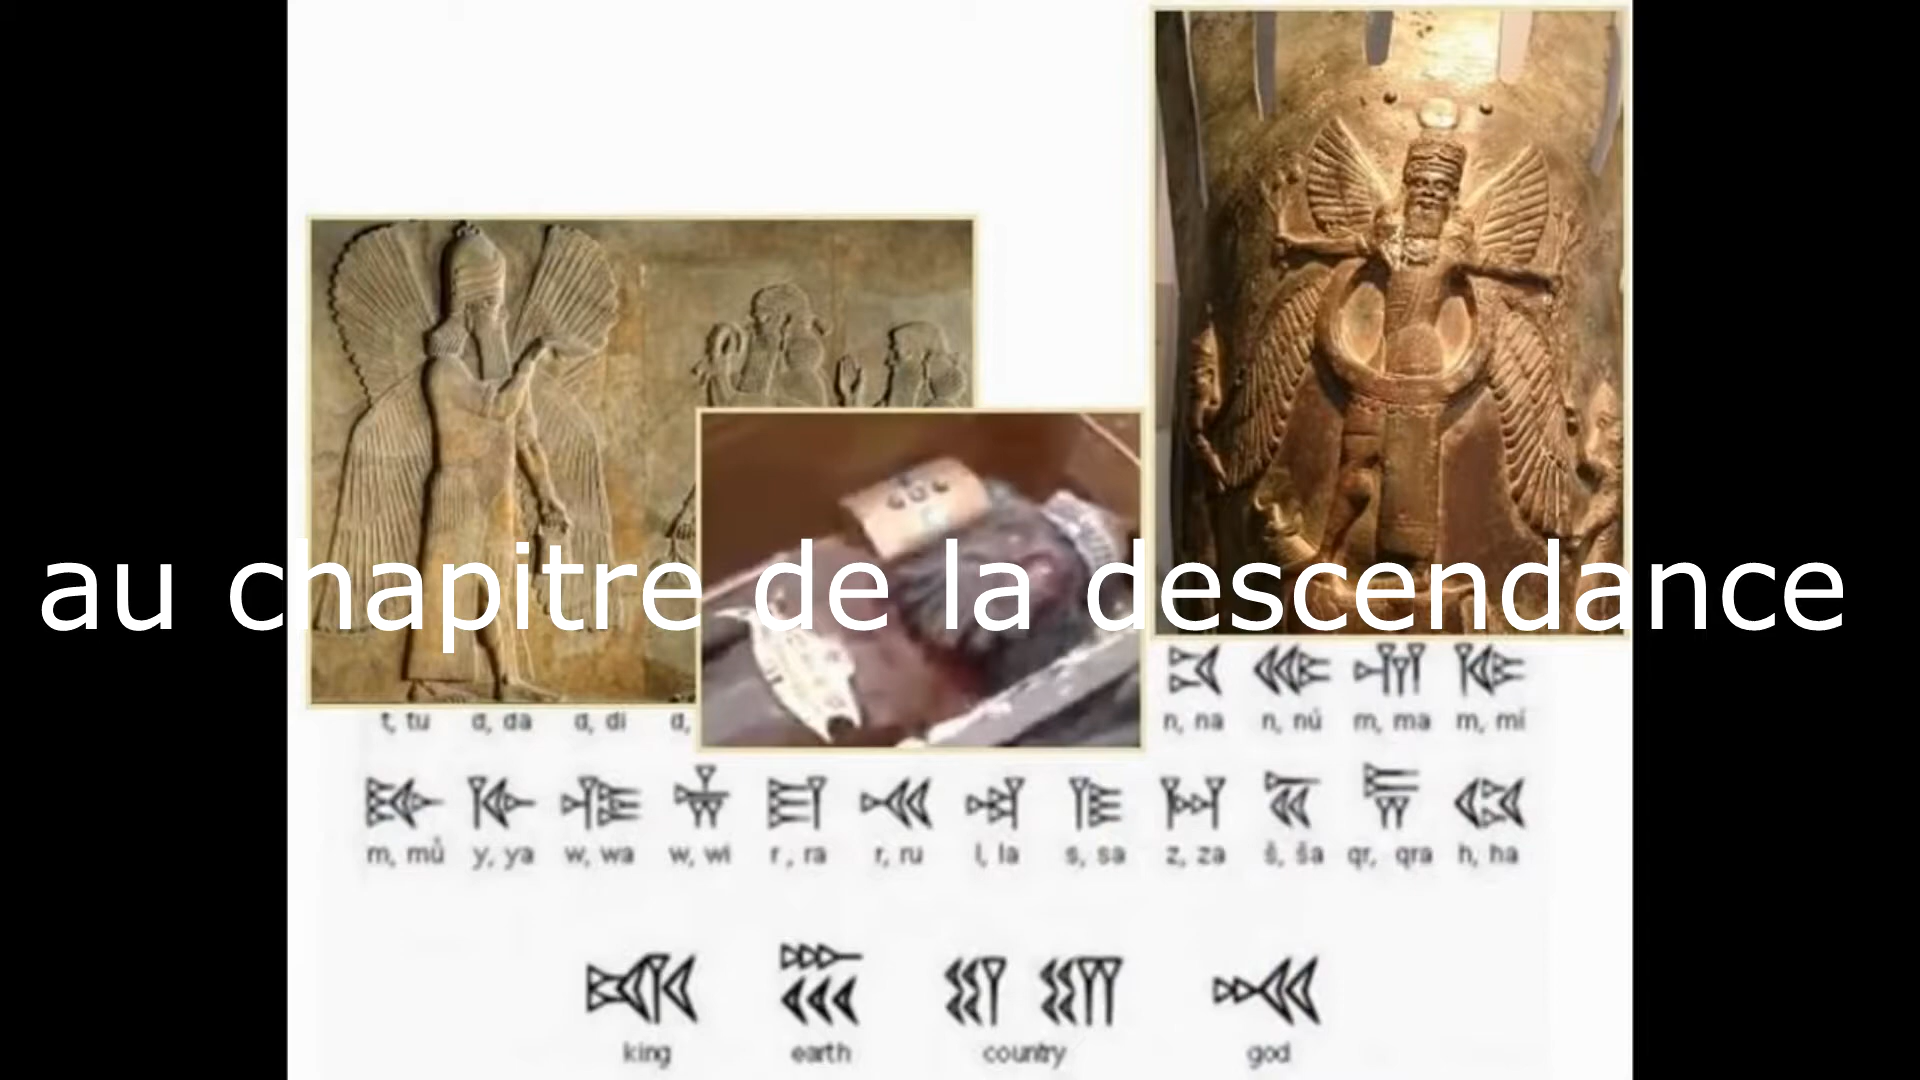 au chapitre de la descendance
t, tu d, da d, di d, n, na n, nú m, ma m, mi
m, mů y, ya w, wa w, wi r , ra r, ru l, la s, sa z, za š, ša qr, qra h, ha
king earth country god